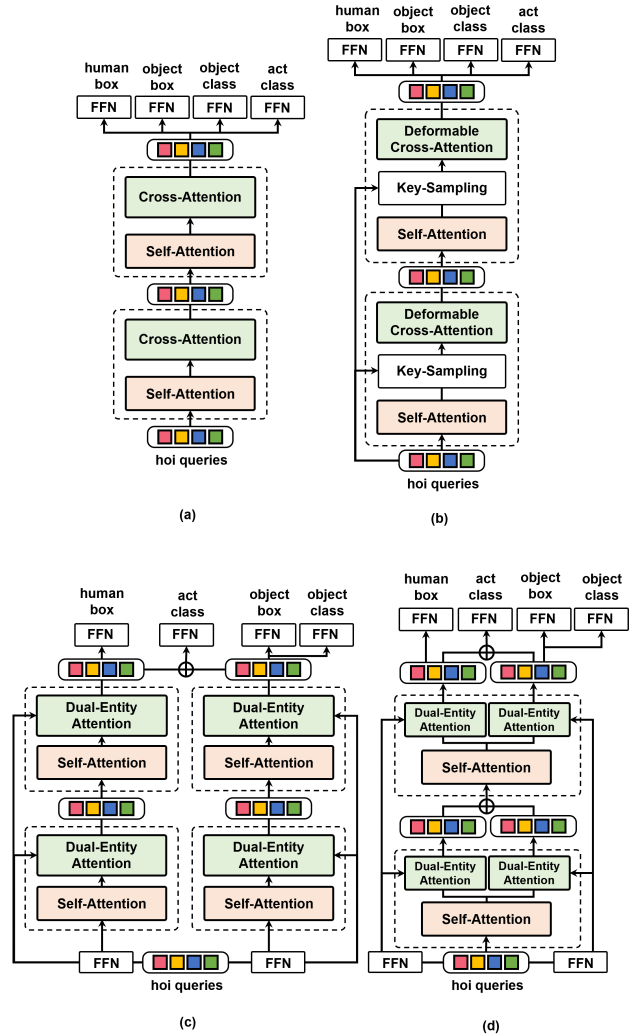 human box
object box
object class
act class
FFN FFN FFN FFN
Cross-Attention
Self-Attention
Cross-Attention
Self-Attention
hoi queries
(a)
human box
object box
object class
act class
FFN FFN FFN FFN
Deformable
Cross-Attention
Key-Sampling
Self-Attention
Deformable
Cross-Attention
Key-Sampling
Self-Attention
hoi queries
(b)
human box
act class
object box
object class
FFN FFN FFN FFN
Dual-Entity
Attention
Dual-Entity
Attention
Self-Attention
Self-Attention
Dual-Entity
Attention
Dual-Entity
Attention
Self-Attention
Self-Attention
FFN FFN
hoi queries
(c)
human box
act class
object box
object class
FFN FFN FFN FFN
Dual-Entity
Attention
Dual-Entity
Attention
Self-Attention
Dual-Entity
Attention
Dual-Entity
Attention
Self-Attention
FFN FFN
hoi queries
(d)